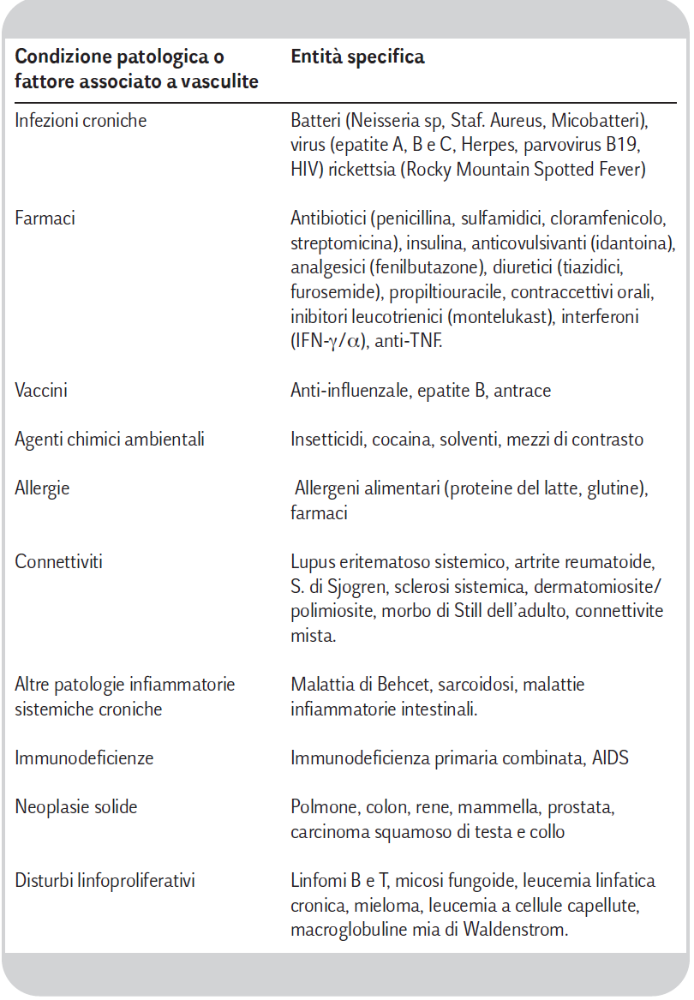 Condizione patologica o
fattore associato a vasculite
Entità specifica
Infezioni croniche
Batteri (Neisseria sp, Staf. Aureus, Micobatteri),
virus (epatite A, B e C, Herpes, parvovirus B19,
HIV) rickettsia (Rocky Mountain Spotted Fever)
Farmaci
Antibiotici (penicillina, sulfamidici, cloramfenicolo,
streptomicina), insulina, anticovulsivanti (idantoina),
analgesici (fenilbutazone), diuretici (tiazidici,
furosemide), propiltiouracile, contraccettivi orali,
inibitori leucotrienici (montelukast), interferoni
(IFN-γ/α), anti-TNF.
Vaccini
Anti-influenzale, epatite B, antrace
Agenti chimici ambientali
Insetticidi, cocaina, solventi, mezzi di contrasto
Allergie
Allergeni alimentari (proteine del latte, glutine),
farmaci
Connettiviti
Lupus eritematoso sistemico, artrite reumatoide,
S. di Sjogren, sclerosi sistemica, dermatomiosite/
polimiosite, morbo di Still dell'adulto, connettivite
mista.
Altre patologie infiammatorie
sistemiche croniche
Malattia di Behcet, sarcoidosi, malattie
infiammatorie intestinali.
Immunodeficienze
Immunodeficienza primaria combinata, AIDS
Neoplasie solide
Polmone, colon, rene, mammella, prostata,
carcinoma squamoso di testa e collo
Disturbi linfoproliferativi
Linfomi B e T, micosi fungoide, leucemia linfatica
cronica, mieloma, leucemia a cellule capellute,
macroglobuline mia di Waldenstrom.